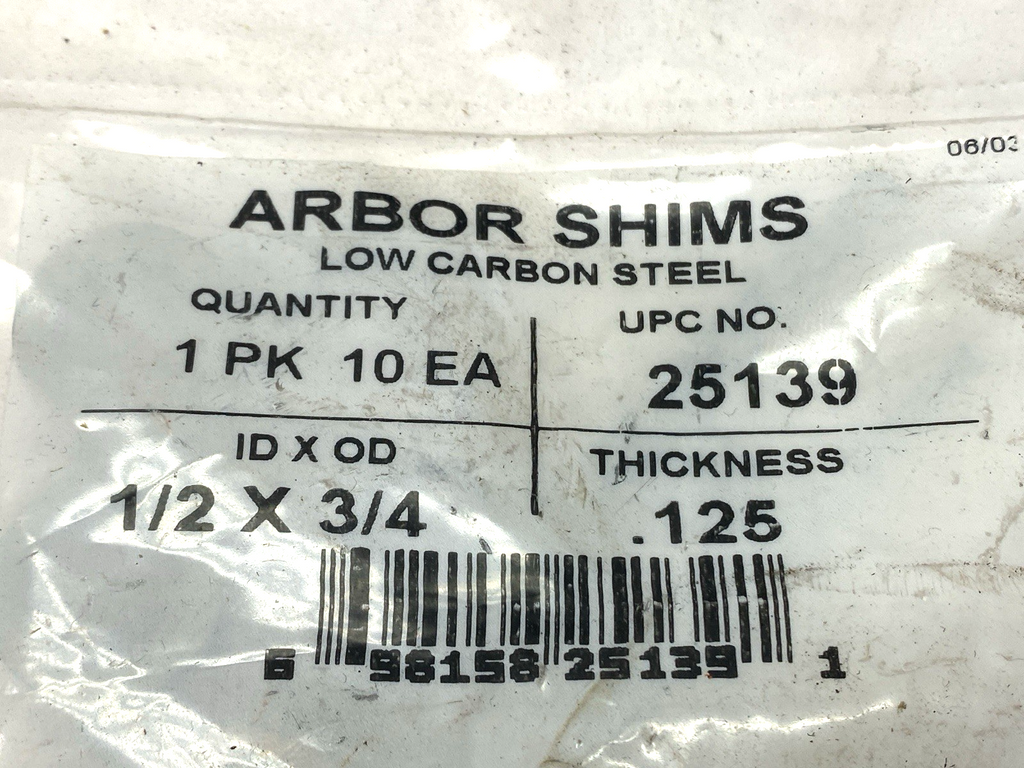 06/03
ARBOR SHIMS
LOW CARBON STEEL
QUANTITY
1 PK 10 EA
UPC NO.
25139
ID X OD
1/2 X 3/4
THICKNESS
.125
6 98158 25139 1